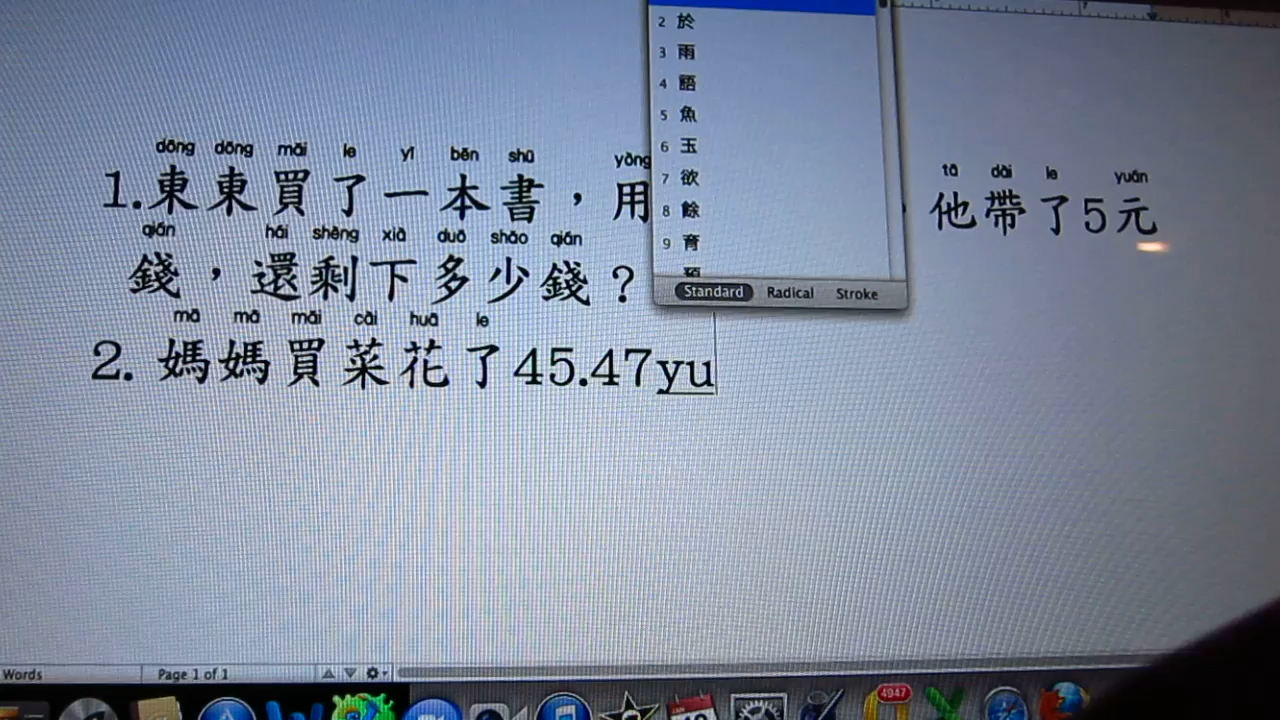 2 於
3 雨
4 語
5 魚
6 玉
7 欲
8 餘
9 育
Standard Radical Stroke
dōng dōng mǎi le yī běn shū yòng tā dài le yuán
1.東東買了一本書，用 他帶了5元
qián hái shèng xià duō shǎo qián
錢，還剩下多少錢？
mā mā mǎi cài huā le
2. 媽媽買菜花了45.47yu
Words Page 1 of 1
4947